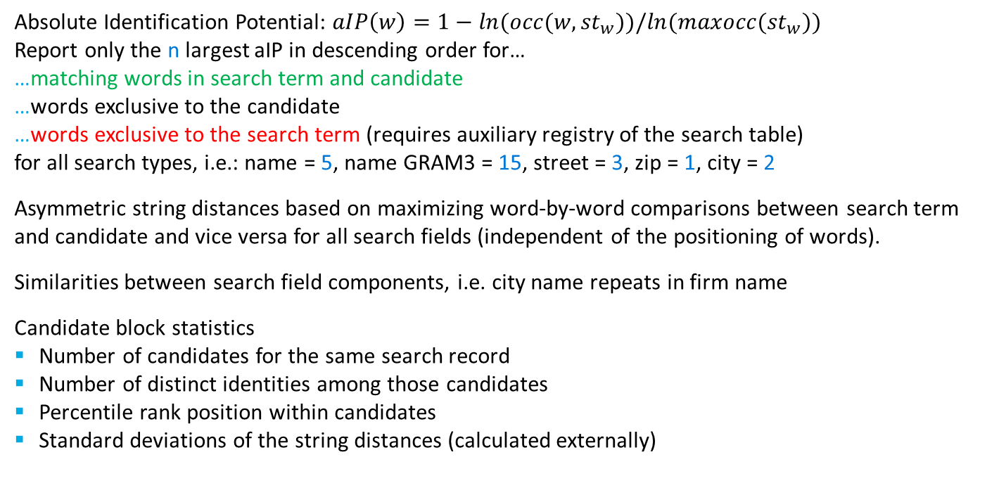 Absolute Identification Potential: aIP(w) = 1 − ln(occ(w, st_w))/ln(maxocc(st_w))
Report only the n largest aIP in descending order for…
…matching words in search term and candidate
…words exclusive to the candidate
…words exclusive to the search term (requires auxiliary registry of the search table)
for all search types, i.e.: name = 5, name GRAM3 = 15, street = 3, zip = 1, city = 2
Asymmetric string distances based on maximizing word-by-word comparisons between search term
and candidate and vice versa for all search fields (independent of the positioning of words).
Similarities between search field components, i.e. city name repeats in firm name
Candidate block statistics
▪ Number of candidates for the same search record
▪ Number of distinct identities among those candidates
▪ Percentile rank position within candidates
▪ Standard deviations of the string distances (calculated externally)